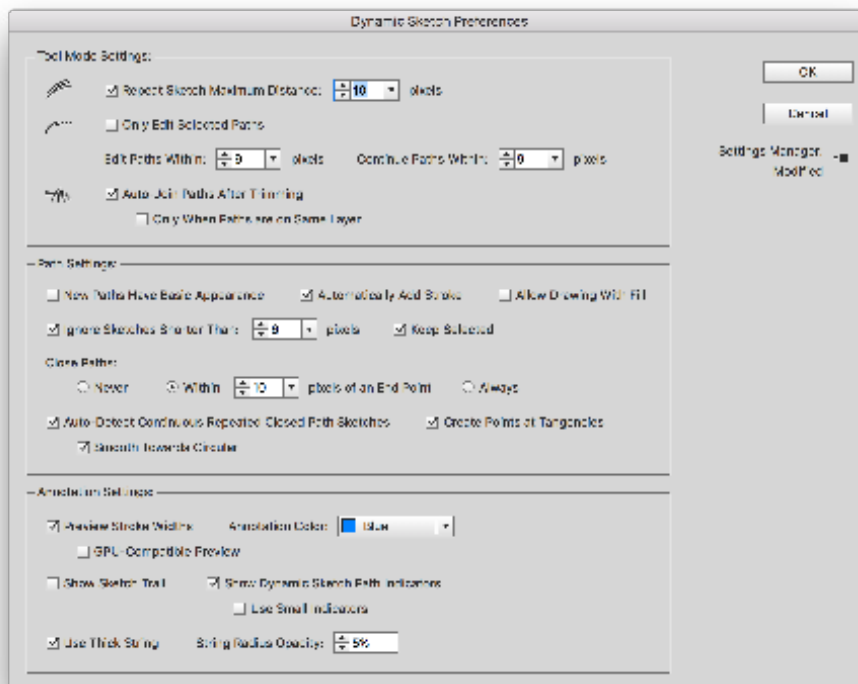 Dynamic Sketch Preferences
Tool Mode Settings:
Repeat Sketch Maximum Distance: 10 pixels
OK
Only Edit Selected Paths
Cancel
Edit Paths Within: pixels Continue Paths Within: pixels
Settings Manager:
Modified
Auto-Join Paths After Trimming
Only When Paths are on Same Layer
Path Settings:
New Paths Have Basic Appearance Automatically Add Stroke Allow Drawing With Fill
Ignore Sketches Shorter Than: pixels Keep Selected
Close Paths:
Never Within 10 pixels of an End Point Always
Auto-Detect Continuous Repeated Closed Path Sketches Create Points at Tangencies
Smooth Towards Circular
Annotation Settings:
Preview Stroke Widths Annotation Color: Blue
GPU-Compatible Preview
Show Sketch Trail Show Dynamic Sketch Path Indicators
Use Small Indicators
Use Thick String String Radius Opacity: 5%